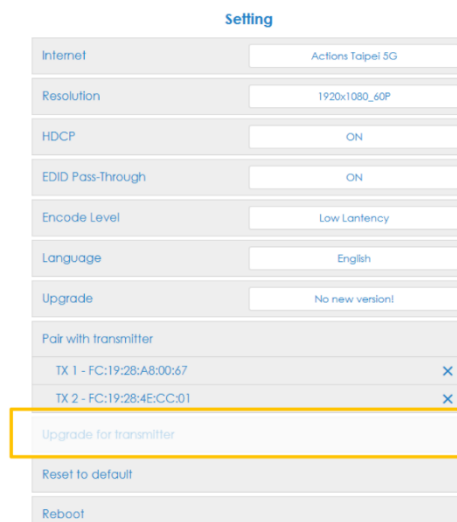 Setting
Internet Actions Taipei 5G
Resolution 1920x1080_60P
HDCP ON
EDID Pass-Through ON
Encode Level Low Lantency
Language English
Upgrade No new version!
Pair with transmitter
TX 1 - FC:19:28:A8:00:67 ×
TX 2 - FC:19:28:4E:CC:01 ×
Upgrade for transmitter
Reset to default
Reboot